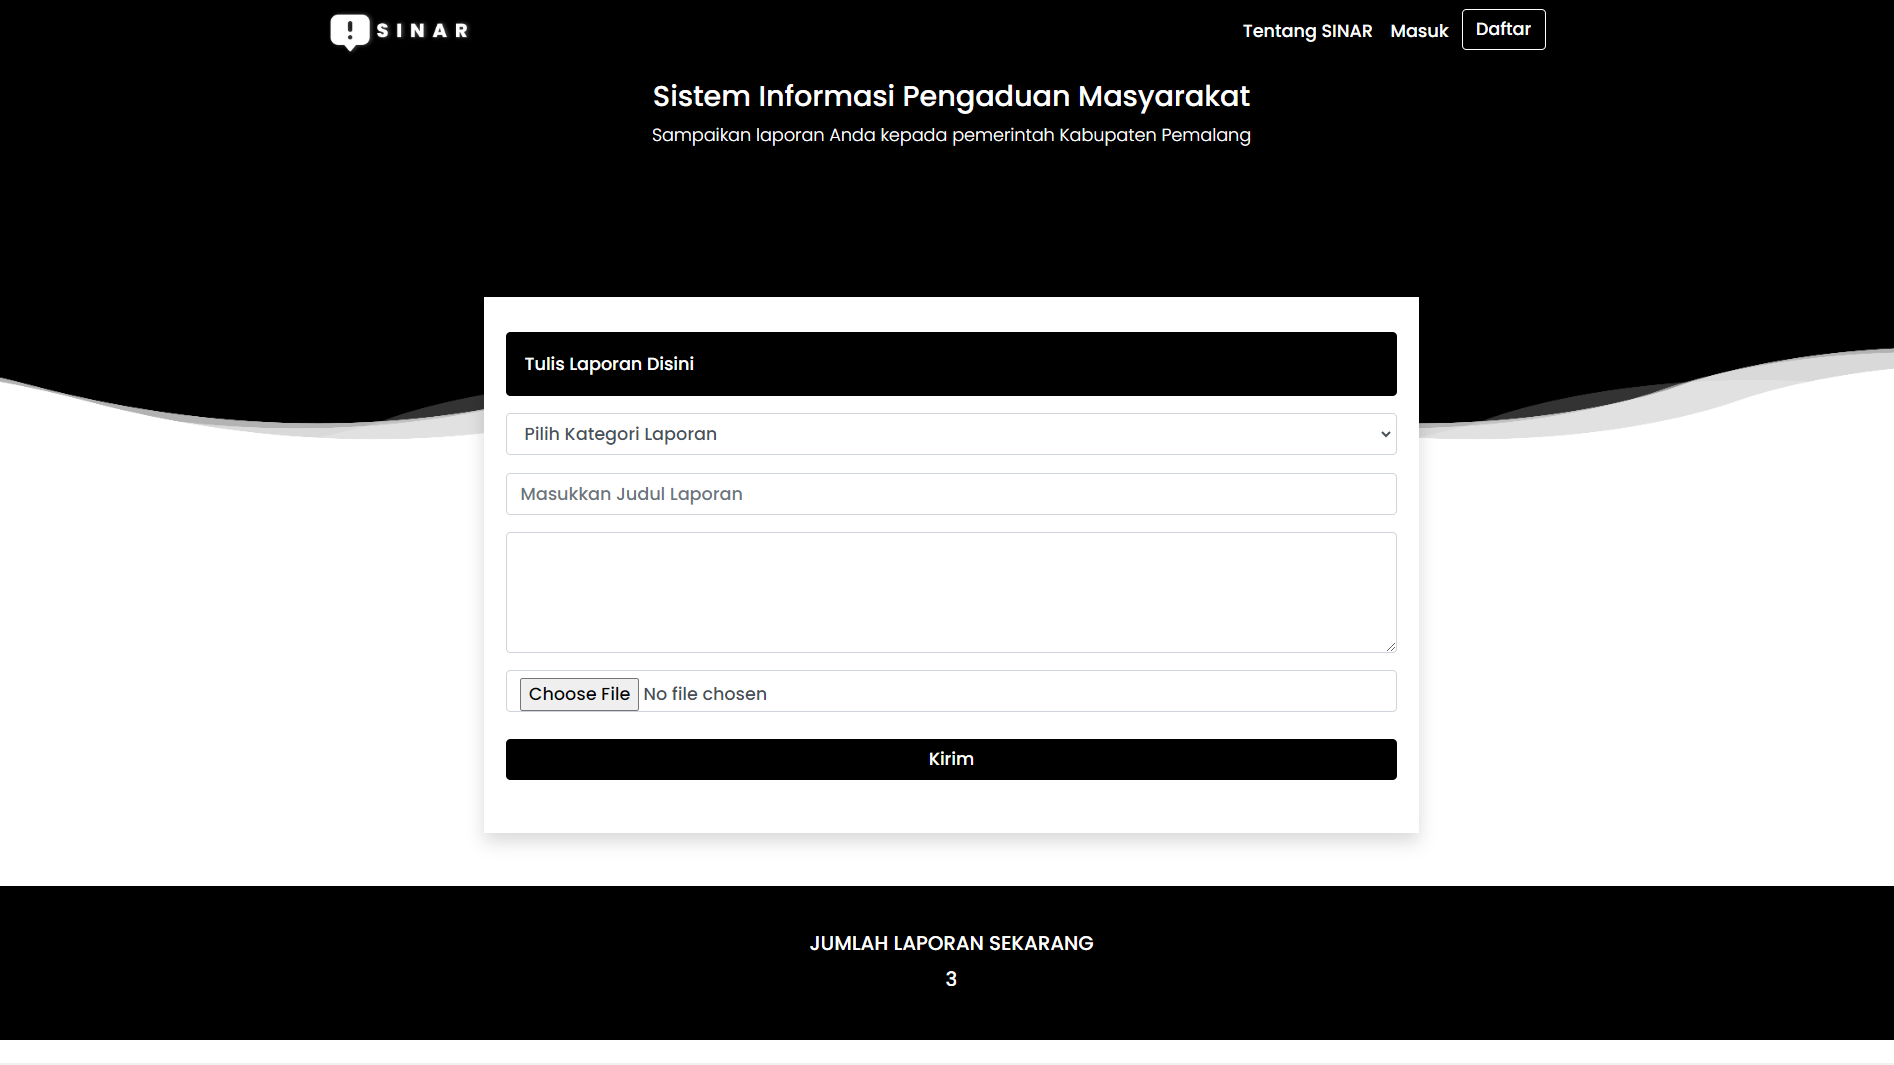 SINAR
Tentang SINAR
Masuk
Daftar
Sistem Informasi Pengaduan Masyarakat
Sampaikan laporan Anda kepada pemerintah Kabupaten Pemalang
Tulis Laporan Disini
Pilih Kategori Laporan
Masukkan Judul Laporan
Choose File No file chosen
Kirim
JUMLAH LAPORAN SEKARANG
3